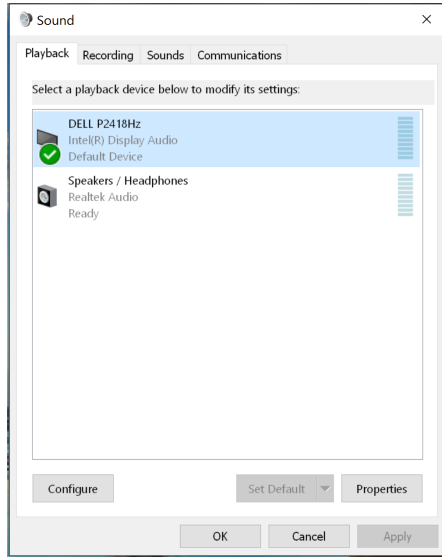 Sound
Playback Recording Sounds Communications
Select a playback device below to modify its settings:
DELL P2418Hz
Intel(R) Display Audio
Default Device
Speakers / Headphones
Realtek Audio
Ready
Configure Set Default Properties
OK Cancel Apply